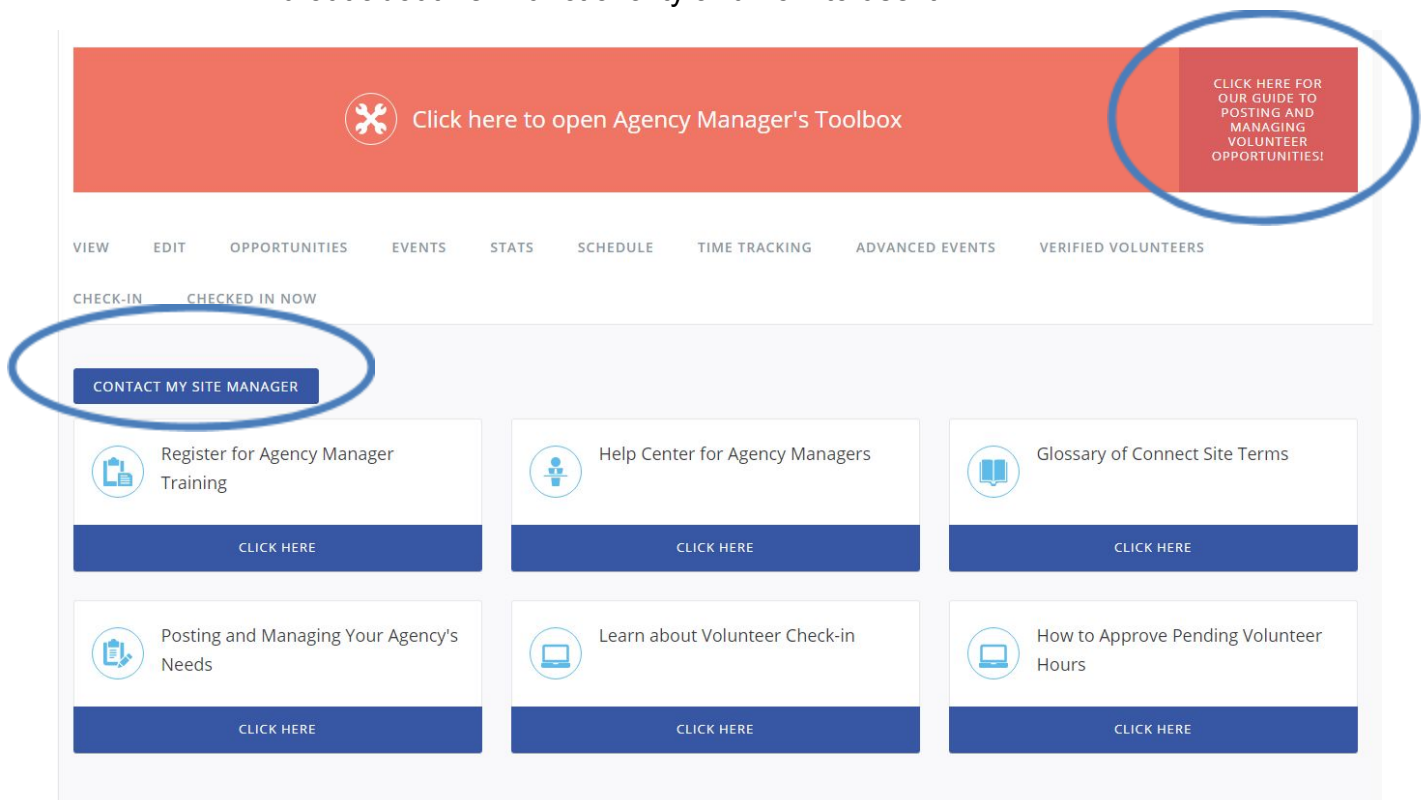 Click here to open Agency Manager's Toolbox
CLICK HERE FOR
OUR GUIDE TO
POSTING AND
MANAGING
VOLUNTEER
OPPORTUNITIES!
VIEW EDIT OPPORTUNITIES EVENTS STATS SCHEDULE TIME TRACKING ADVANCED EVENTS VERIFIED VOLUNTEERS
CHECK-IN CHECKED IN NOW
CONTACT MY SITE MANAGER
Register for Agency Manager
Training
CLICK HERE
Help Center for Agency Managers
CLICK HERE
Glossary of Connect Site Terms
CLICK HERE
Posting and Managing Your Agency's
Needs
CLICK HERE
Learn about Volunteer Check-in
CLICK HERE
How to Approve Pending Volunteer
Hours
CLICK HERE